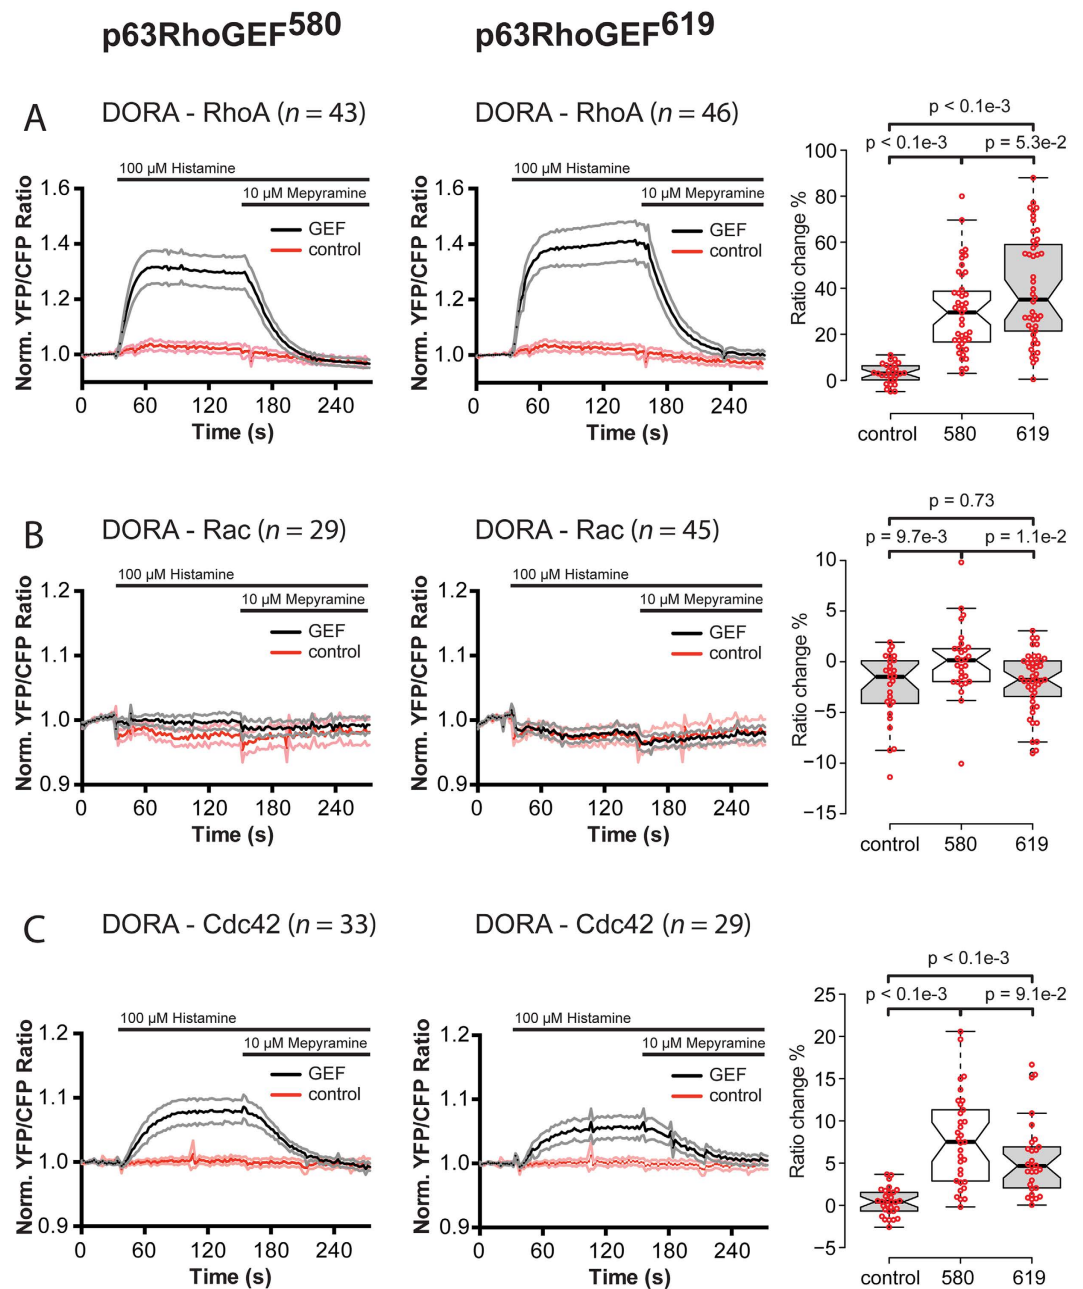 p63RhoGEF580 p63RhoGEF619
A DORA - RhoA (n = 43) DORA - RhoA (n = 46)
p < 0.1e-3
p < 0.1e-3 p = 5.3e-2
100 µM Histamine
10 µM Mepyramine
GEF
control
Norm. YFP/CFP Ratio
1.6
1.4
1.2
1.0
0 60 120 180 240
Time (s)
100 µM Histamine
10 µM Mepyramine
GEF
control
Norm. YFP/CFP Ratio
1.6
1.4
1.2
1.0
0 60 120 180 240
Time (s)
Ratio change %
100
80
60
40
20
0
control 580 619
B DORA - Rac (n = 29) DORA - Rac (n = 45)
p = 0.73
p = 9.7e-3 p = 1.1e-2
100 µM Histamine
10 µM Mepyramine
GEF
control
Norm. YFP/CFP Ratio
1.2
1.1
1.0
0.9
0 60 120 180 240
Time (s)
100 µM Histamine
10 µM Mepyramine
GEF
control
Norm. YFP/CFP Ratio
1.2
1.1
1.0
0.9
0 60 120 180 240
Time (s)
Ratio change %
10
5
0
−5
−10
−15
control 580 619
C DORA - Cdc42 (n = 33) DORA - Cdc42 (n = 29)
p < 0.1e-3
p < 0.1e-3 p = 9.1e-2
100 µM Histamine
10 µM Mepyramine
GEF
control
Norm. YFP/CFP Ratio
1.2
1.1
1.0
0.9
0 60 120 180 240
Time (s)
100 µM Histamine
10 µM Mepyramine
GEF
control
Norm. YFP/CFP Ratio
1.2
1.1
1.0
0.9
0 60 120 180 240
Time (s)
Ratio change %
25
20
15
10
5
0
−5
control 580 619